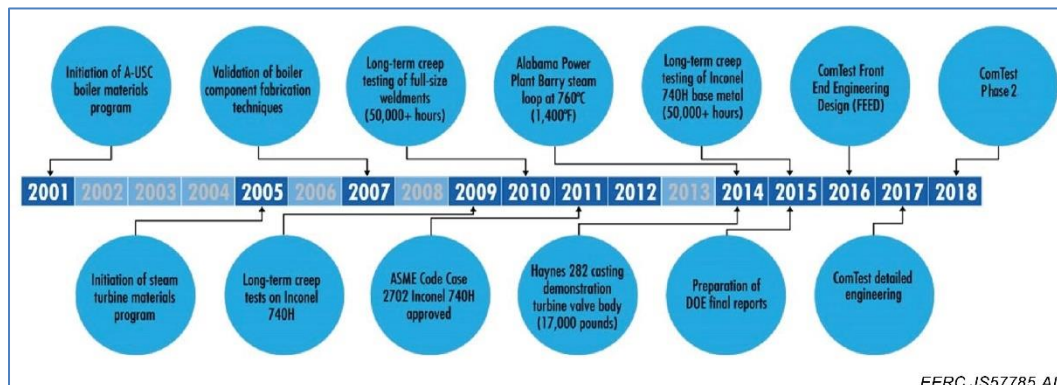 Initiation of A-USC
boiler materials
program
Validation of boiler
component fabrication
techniques
Long-term creep
testing of full-size
weldments
(50,000+ hours)
Alabama Power
Plant Barry steam
loop at 760°C
(1,400°F)
Long-term creep
testing of Inconel
740H base metal
(50,000+ hours)
ComTest Front
End Engineering
Design (FEED)
ComTest
Phase 2
2001 2002 2003 2004 2005 2006 2007 2008 2009 2010 2011 2012 2013 2014 2015 2016 2017 2018
Initiation of steam
turbine materials
program
Long-term creep
tests on Inconel
740H
ASME Code Case
2702 Inconel 740H
approved
Haynes 282 casting
demonstration
turbine valve body
(17,000 pounds)
Preparation of
DOE final reports
ComTest detailed
engineering
EERC JS57785.AI